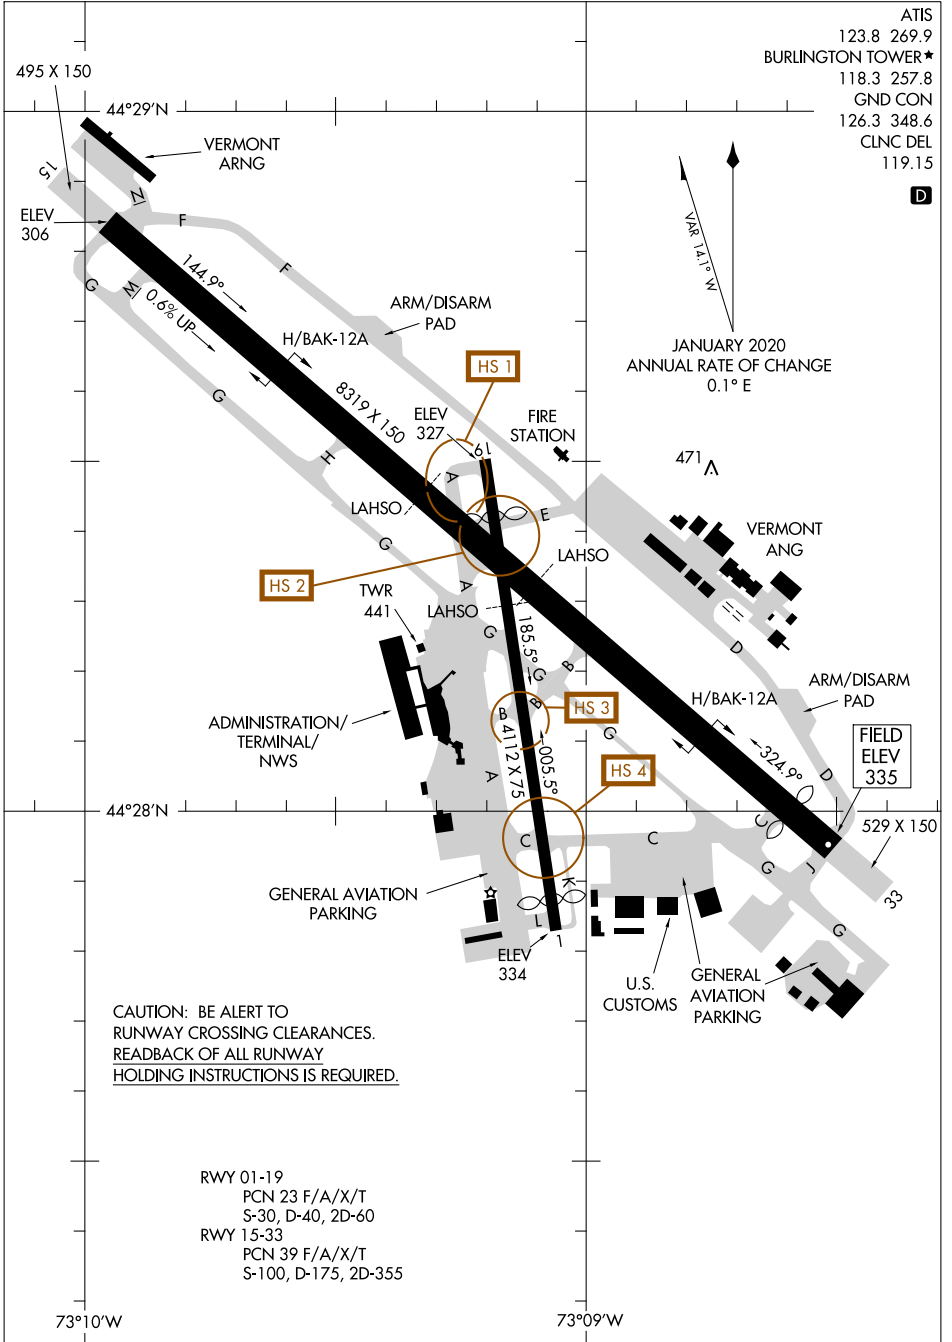 ATIS
123.8 269.9
BURLINGTON TOWER★
118.3 257.8
GND CON
126.3 348.6
CLNC DEL
119.15
D
495 X 150
44°29'N
VERMONT
ARNG
15
N
ELEV
306
F
F
G
M
144.9°
0.6% UP
VAR 14.1° W
JANUARY 2020
ANNUAL RATE OF CHANGE
0.1° E
ARM/DISARM
PAD
H/BAK-12A
8319 X 150
G
H
HS 1
ELEV
327
19
FIRE
STATION
471
A
LAHSO
E
G
VERMONT
ANG
HS 2
LAHSO
TWR
441
A
LAHSO
G
185.5°
G
B
D
ARM/DISARM
PAD
H/BAK-12A
B
B
HS 3
G
ADMINISTRATION/
TERMINAL/
NWS
4112 X 75
005.5°
A
HS 4
324.9°
FIELD
ELEV
335
D
44°28'N
C
C
C
J
G
529 X 150
33
GENERAL AVIATION
PARKING
K
L
1
ELEV
334
G
U.S.
CUSTOMS
GENERAL
AVIATION
PARKING
CAUTION: BE ALERT TO
RUNWAY CROSSING CLEARANCES.
READBACK OF ALL RUNWAY
HOLDING INSTRUCTIONS IS REQUIRED.
RWY 01-19
PCN 23 F/A/X/T
S-30, D-40, 2D-60
RWY 15-33
PCN 39 F/A/X/T
S-100, D-175, 2D-355
73°10'W
73°09'W